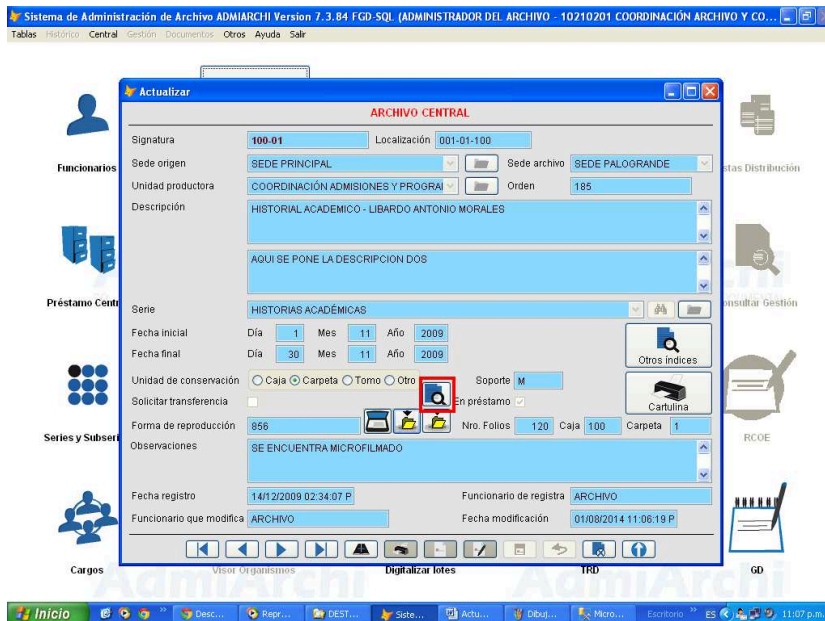 Sistema de Administración de Archivo ADMIARCHI Version 7.3.84 FGD-SQL (ADMINISTRADOR DEL ARCHIVO - 10210201 COORDINACIÓN ARCHIVO Y CO...
Tablas Histórico Central Gestión Documentos Otros Ayuda Salir
Actualizar
ARCHIVO CENTRAL
Signatura 100-01 Localización 001-01-100
Sede origen SEDE PRINCIPAL Sede archivo SEDE PALOGRANDE
Funcionarios stas Distribución
Unidad productora COORDINACIÓN ADMISIONES Y PROGRA Orden 185
Descripción HISTORIAL ACADEMICO - LIBARDO ANTONIO MORALES
AQUI SE PONE LA DESCRIPCION DOS
Préstamo Centr onsultar Gestión
Serie HISTORIAS ACADÉMICAS
Fecha inicial Día 1 Mes 11 Año 2009
Fecha final Día 30 Mes 11 Año 2009
Otros índices
Unidad de conservación Caja Carpeta Tomo Otro Soporte M
Solicitar transferencia En préstamo
Cartulina
Forma de reproducción 856 Nro. Folios 120 Caja 100 Carpeta 1
Series y Subseri RCOE
Observaciones SE ENCUENTRA MICROFILMADO
Fecha registro 14/12/2009 02:34:07 P Funcionario de registra ARCHIVO
Funcionario que modifica ARCHIVO Fecha modificación 01/08/2014 11:06:19 P
Cargos Visor Organismos Digitalizar lotes TRD GD
AdmiArchi AdmiArchi
Inicio Desc... Repr... DEST... Siste... Actu... Dibuj... Micro... Escritorio ES 11:07 p.m.